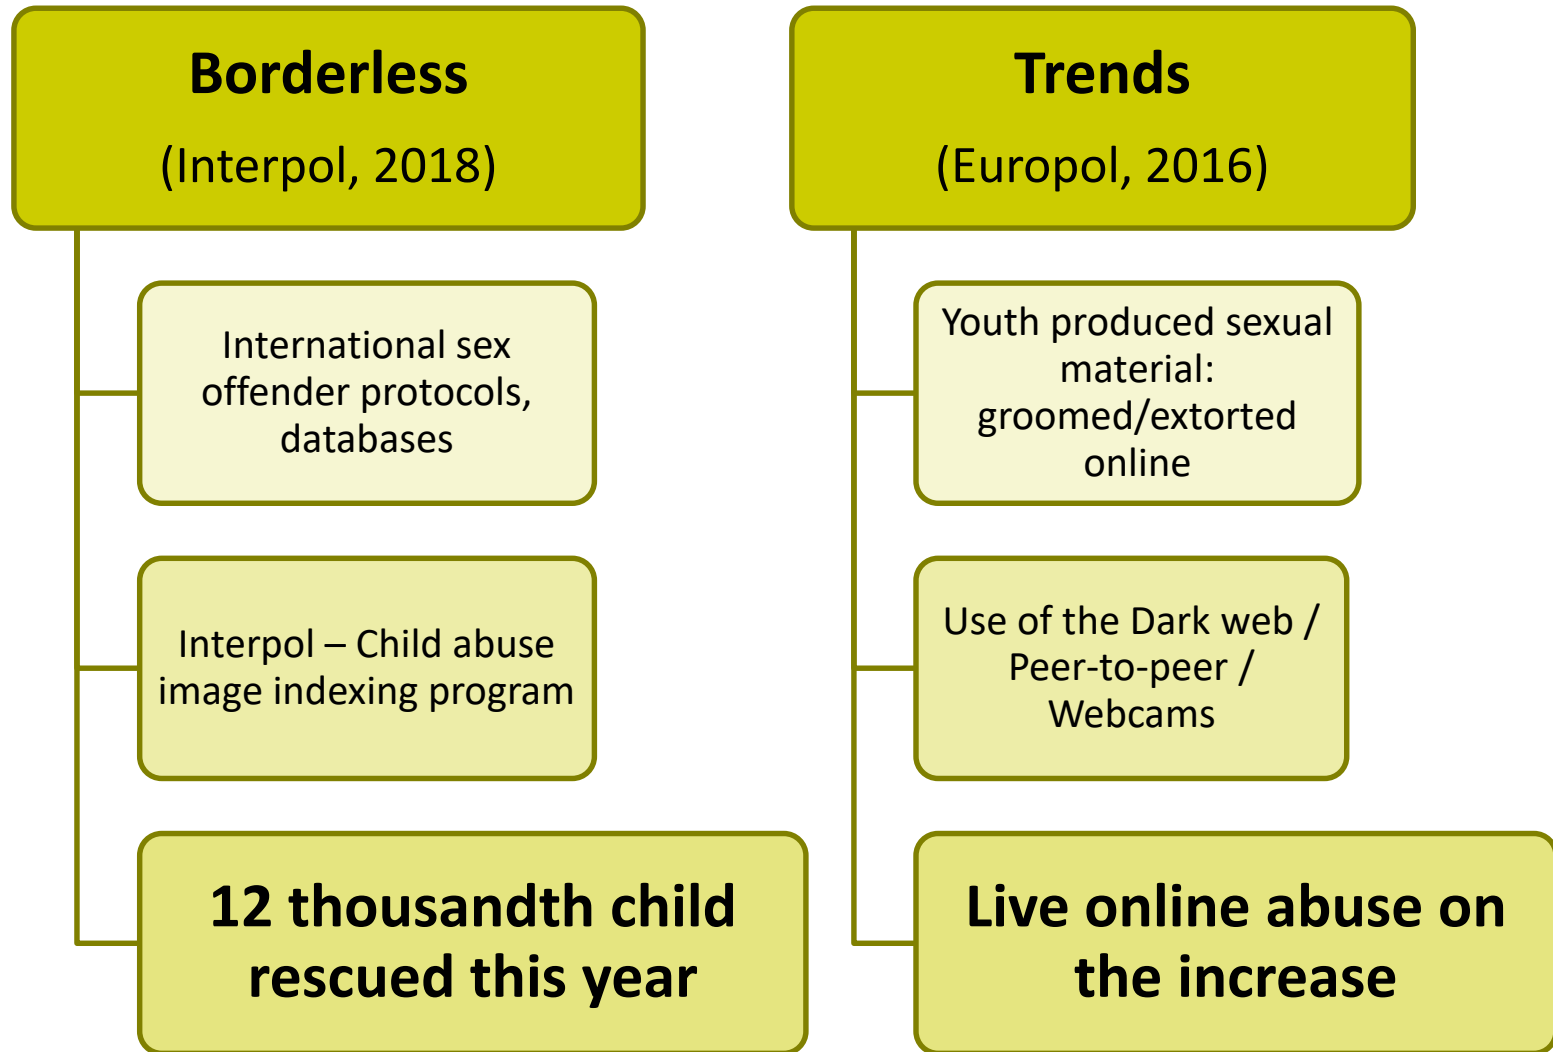 Borderless
(Interpol, 2018)
International sex
offender protocols,
databases
Interpol – Child abuse
image indexing program
12 thousandth child
rescued this year
Trends
(Europol, 2016)
Youth produced sexual
material:
groomed/extorted
online
Use of the Dark web /
Peer-to-peer /
Webcams
Live online abuse on
the increase